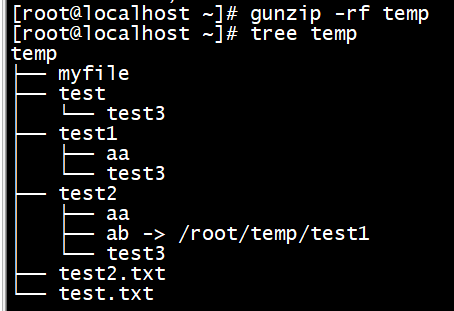 [root@localhost ~]# gunzip -rf temp
[root@localhost ~]# tree temp
temp
├── myfile
├── test
│   └── test3
├── test1
│   ├── aa
│   └── test3
├── test2
│   ├── aa
│   ├── ab -> /root/temp/test1
│   └── test3
├── test2.txt
└── test.txt